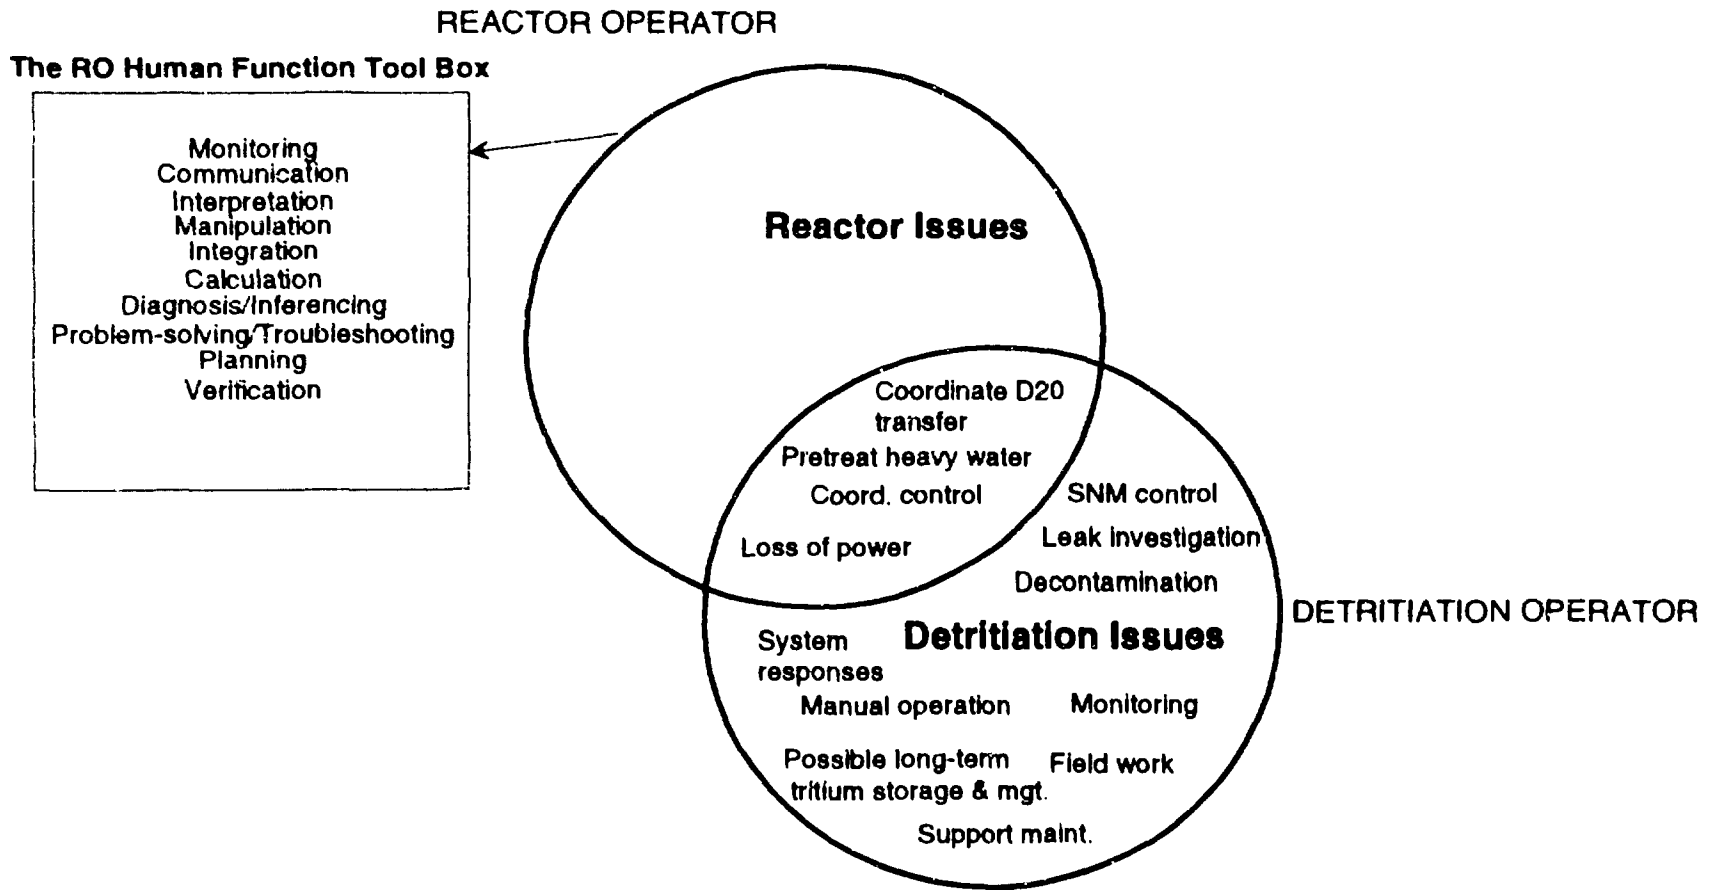 REACTOR OPERATOR
The RO Human Function Tool Box
Monitoring
Communication
Interpretation
Manipulation
Integration
Calculation
Diagnosis/Inferencing
Problem-solving/Troubleshooting
Planning
Verification
Reactor Issues
Coordinate D20
transfer
Pretreat heavy water
Coord. control
Loss of power
SNM control
Leak investigation
Decontamination
DETRITIATION OPERATOR
Detritiation Issues
System
responses
Manual operation
Monitoring
Possible long-term
tritium storage & mgt.
Field work
Support maint.